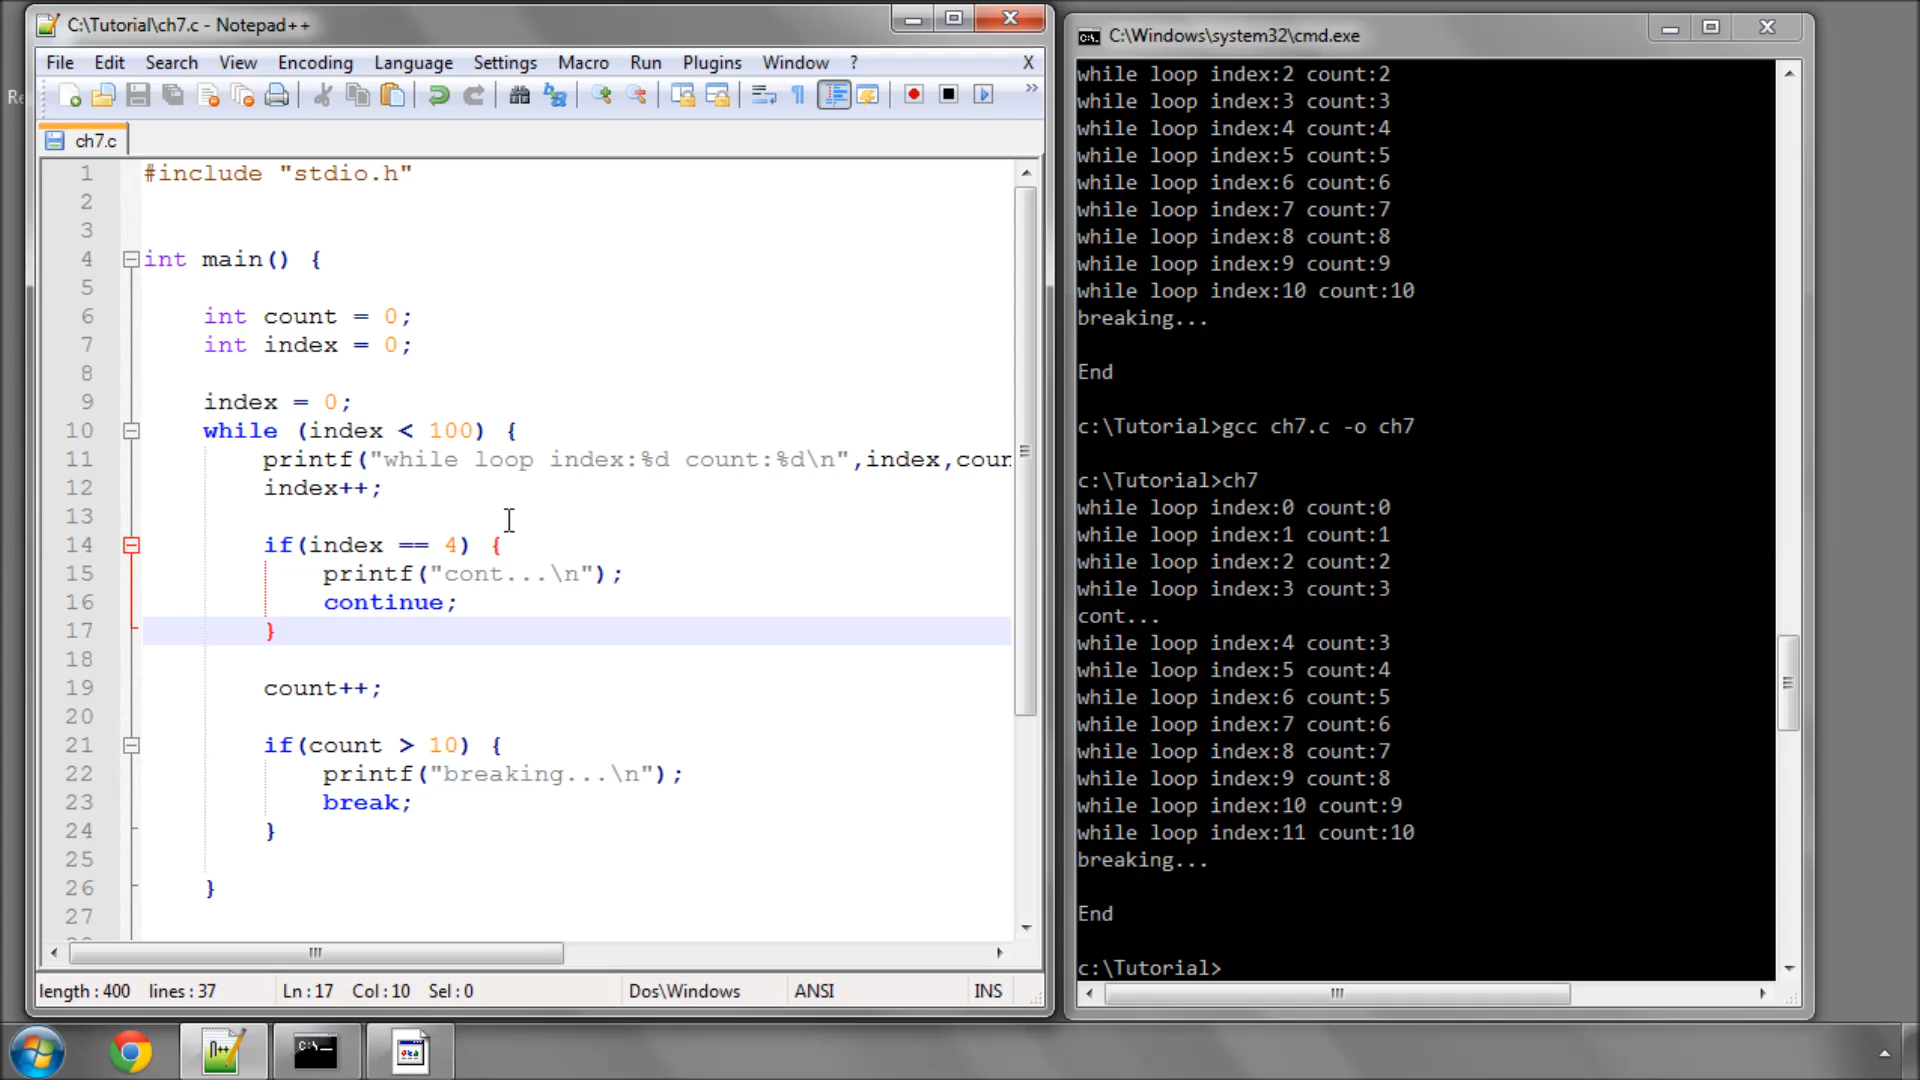 C:\Tutorial\ch7.c - Notepad++
File Edit Search View Encoding Language Settings Macro Run Plugins Window ? X
ch7.c
1 #include "stdio.h"
2
3
4 int main() {
5
6 int count = 0;
7 int index = 0;
8
9 index = 0;
10 while (index < 100) {
11 printf("while loop index:%d count:%d\n",index,coun
12 index++;
13
14 if(index == 4) {
15 printf("cont...\n");
16 continue;
17 }
18
19 count++;
20
21 if(count > 10) {
22 printf("breaking...\n");
23 break;
24 }
25
26 }
27
length : 400 lines : 37 Ln : 17 Col : 10 Sel : 0 Dos\Windows ANSI INS
C:\Windows\system32\cmd.exe
while loop index:2 count:2
while loop index:3 count:3
while loop index:4 count:4
while loop index:5 count:5
while loop index:6 count:6
while loop index:7 count:7
while loop index:8 count:8
while loop index:9 count:9
while loop index:10 count:10
breaking...
End
c:\Tutorial>gcc ch7.c -o ch7
c:\Tutorial>ch7
while loop index:0 count:0
while loop index:1 count:1
while loop index:2 count:2
while loop index:3 count:3
cont...
while loop index:4 count:3
while loop index:5 count:4
while loop index:6 count:5
while loop index:7 count:6
while loop index:8 count:7
while loop index:9 count:8
while loop index:10 count:9
while loop index:11 count:10
breaking...
End
c:\Tutorial>